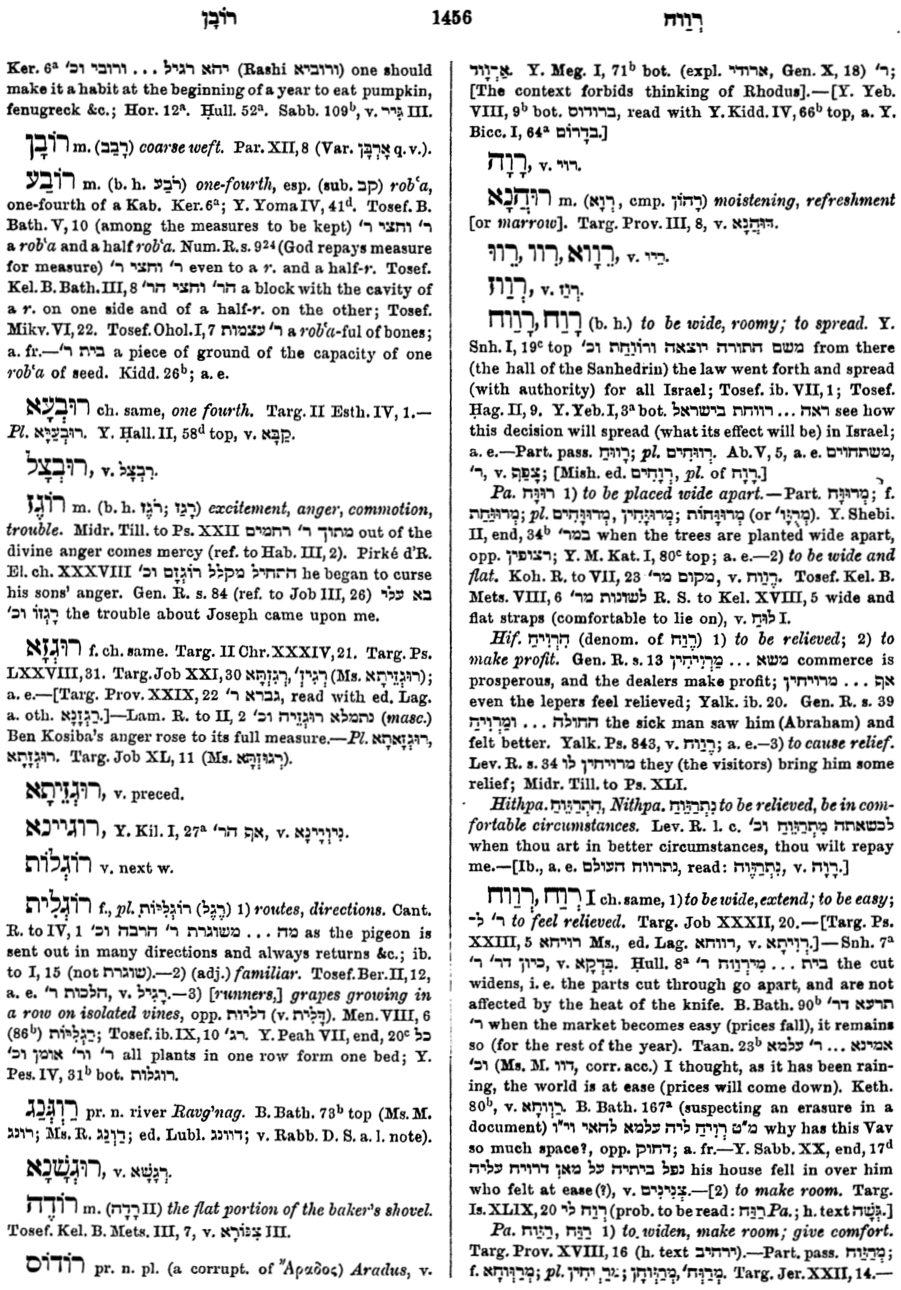 רוֹבָן
1456
רְוַוח
Ker. 6ᵃ יהא רגיל ... ורובי וכ׳ (Rashi ורוביא) one should
make it a habit at the beginning of a year to eat pumpkin,
fenugreck &c.; Hor. 12ᵃ. Ḥull. 52ᵃ. Sabb. 109ᵇ, v. גִּיר III.
רוֹבָן m. (רָבַב) coarse weft. Par. XII, 8 (Var. אָרְבָּן q. v.).
רוֹבַע m. (b. h. רֹבַע) one-fourth, esp. (sub. קב) rob‘a,
one-fourth of a Kab. Ker. 6ᵃ; Y. Yoma IV, 41ᵈ. Tosef. B.
Bath. V, 10 (among the measures to be kept) ר׳ וחצי ר׳
a rob‘a and a half rob‘a. Num. R. s. 9²⁴ (God repays measure
for measure) ר׳ וחצי ר׳ even to a r. and a half-r. Tosef.
Kel. B. Bath. III, 8 הר׳ וחצי הר׳ a block with the cavity of
a r. on one side and of a half-r. on the other; Tosef.
Mikv. VI, 22. Tosef. Ohol. I, 7 ר׳ עצמות a rob‘a-ful of bones;
a. fr.—בית ר׳ a piece of ground of the capacity of one
rob‘a of seed. Kidd. 26ᵇ; a. e.
רוּבְעָא ch. same, one fourth. Targ. II Esth. IV, 1.—
Pl. רוּבְעַיָּא. Y. Ḥall. II, 58ᵈ top, v. קַבָּא.
רוּבְצָל, v. רִבְצָל.
רוֹגֶז m. (b. h. רֹגֶז; רָגַז) excitement, anger, commotion,
trouble. Midr. Till. to Ps. XXII מתוך ר׳ רחמים out of the
divine anger comes mercy (ref. to Hab. III, 2). Pirké d'R.
El. ch. XXXVIII התחיל מקלל רוֹגְזָם וכ׳ he began to curse
his sons' anger. Gen. R. s. 84 (ref. to Job III, 26) בא עלי
רָגְזוֹ וכ׳ the trouble about Joseph came upon me.
רוּגְזָא f. ch. same. Targ. II Chr. XXXIV, 21. Targ. Ps.
LXXVIII, 31. Targ. Job XXI, 30 רְגִין׳, רְגַזְתָּא (Ms. רוּגְזֵיתָא);
a. e.—[Targ. Prov. XXIX, 22 גברא ר׳, read with ed. Lag.
a. oth. רַגְזָנָא.]—Lam. R. to II, 2 נתמלא רוּגְזֵיה וכ׳ (masc.)
Ben Kosiba's anger rose to its full measure.—Pl. רוּגְזָאתָא,
רוּגְזָתָא. Targ. Job XL, 11 (Ms. רְגוּזְתָּא).
רוּגְזֵיתָא, v. preced.
רוגיינא, Y. Kil. I, 27ᵃ אף הר׳, v. נִיוְיָינָא.
רוֹגְלוֹת v. next w.
רוֹגְלִית f., pl. רוֹגְלִיּוֹת (רֶגֶל) 1) routes, directions. Cant.
R. to IV, 1 מה ... משוגרת ר׳ הרבה וכ׳ as the pigeon is
sent out in many directions and always returns &c.; ib.
to I, 15 (not שוגרת).—2) (adj.) familiar. Tosef. Ber. II, 12,
a. e. הלכות ר׳, v. רָגִיל.—3) [runners,] grapes growing in
a row on isolated vines, opp. דליות (v. דָּלִית). Men. VIII, 6
(86ᵇ) רַגְלִיּוֹת; Tosef. ib. IX, 10 רג׳. Y. Peah VII, end, 20ᶜ כל
ר׳ ור׳ אומן וכ׳ all plants in one row form one bed; Y.
Pes. IV, 31ᵇ bot. רוגלות.
רַוְגְּנַג pr. n. river Ravg'nag. B. Bath. 73ᵇ top (Ms. M.
רוגג; Ms. R. דַּוְנַג; ed. Lubl. דוונג; v. Rabb. D. S. a. l. note).
רוּגְשָׁנָא, v. רִגְשָׁא.
רוֹדֶה m. (רָדָה II) the flat portion of the baker's shovel.
Tosef. Kel. B. Mets. III, 7, v. צִנּוֹרָא III.
רוֹדוֹס pr. n. pl. (a corrupt. of Ἄραδος) Aradus, v.
אַרְוָוד. Y. Meg. I, 71ᵇ bot. (expl. ארודי, Gen. X, 18) ר׳;
[The context forbids thinking of Rhodus].—[Y. Yeb.
VIII, 9ᵇ bot. ברודוס, read with Y. Kidd. IV, 66ᵇ top, a. Y.
Bicc. I, 64ᵃ בִּדְרוֹם.]
רָוָה, v. רוי.
רוּהֲנָא m. (רְוָא, cmp. רָהוֹן) moistening, refreshment
[or marrow]. Targ. Prov. III, 8, v. דּוּהֲנָא.
רֵוָוא, רִוּוּ, רֵוֵו, v. רֵיו.
רְוַוז, v. רְוַז.
רָוַח, רָוַוח (b. h.) to be wide, roomy; to spread. Y.
Snh. I, 19ᶜ top משם התורה יוצאה ורוֹוַחַת וכ׳ from there
(the hall of the Sanhedrin) the law went forth and spread
(with authority) for all Israel; Tosef. ib. VII, 1; Tosef.
Hag. II, 9. Y. Yeb. I, 3ᵃ bot. ראה ... רווחת בישראל see how
this decision will spread (what its effect will be) in Israel;
a. e.—Part. pass. רָווּחַ; pl. רְווּחִים. Ab. V, 5, a. e. משתחוים,
ר׳, v. צָפַף; [Mish. ed. רְוָחִים, pl. of רָוָח.]
Pa. רִוּוּחַ 1) to be placed wide apart.—Part. מְרוּוָּח; f.
מְרוּוַּחַת; pl. מְרוּוָּחִים, מְרוּוָּחִין; מְרוּוָּחוֹת (or מְרֻיָו׳). Y. Shebi.
II, end, 34ᵇ במר׳ when the trees are planted wide apart,
opp. רצופין; Y. M. Kat. I, 80ᶜ top; a. e.—2) to be wide and
flat. Koh. R. to VII, 23 מקום מר׳, v. רֶוַוח. Tosef. Kel. B.
Mets. VIII, 6 לשונות מר׳ R. S. to Kel. XVIII, 5 wide and
flat straps (comfortable to lie on), v. לוּחַ I.
Hif. הִרְוִיחַ (denom. of רֶוַח) 1) to be relieved; 2) to
make profit. Gen. R. s. 13 משא ... מַרְוִיחִין commerce is
prosperous, and the dealers make profit; אף ... מרויחין
even the lepers feel relieved; Yalk. ib. 20. Gen. R. s. 39
החולה ... וּמַרְוִיחַ the sick man saw him (Abraham) and
felt better. Yalk. Ps. 843, v. רֶוַח; a. e.—3) to cause relief.
Lev. R. s. 34 מרויחין לו they (the visitors) bring him some
relief; Midr. Till. to Ps. XLI.
Hithpa. הִתְרַוֵּוחַ, Nithpa. נִתְרַוֵּוחַ to be relieved, be in com-
fortable circumstances. Lev. R. l. c. לכשאתה מִתְרַוֵּוחַ וכ׳
when thou art in better circumstances, thou wilt repay
me.—[Ib., a. e. נתרווח העולם, read: נִתְרַוֶּוה, v. רָוָה.]
רְוַח, רְוַוח I ch. same, 1) to be wide, extend; to be easy;
ר׳ ל־ to feel relieved. Targ. Job XXXII, 20.—[Targ. Ps.
XXIII, 5 רויחא Ms., ed. Lag. רווחא, v. רְוִיתָא.]—Snh. 7ᵃ
כיון דר׳ ר׳, v. בִּדְקָא. Ḥull. 8ᵃ בית ... מִירְוָוח ר׳ the cut
widens, i. e. the parts cut through go apart, and are not
affected by the heat of the knife. B. Bath. 90ᵇ תרעא דר׳
ר׳ when the market becomes easy (prices fall), it remains
so (for the rest of the year). Taan. 23ᵇ אמינא ... ר׳ עלמא
וכ׳ (Ms. M. דוו, corr. acc.) I thought, as it has been rain-
ing, the world is at ease (prices will come down). Keth.
80ᵇ, v. רְוַוחָא. B. Bath. 167ᵃ (suspecting an erasure in a
document) מ״ט רְוִיחַ ליה עלמא להאי וי״ו why has this Vav
so much space?, opp. דחוק; a. fr.—Y. Sabb. XX, end, 17ᵈ
נפל ביתיה על מאן דרויח עליה his house fell in over him
who felt at ease (?), v. צְנִינִים.—[2) to make room. Targ.
Is. XLIX, 20 רְוַח לי (prob. to be read: רַוַּח Pa.; h. text גְּשָׁה.]
Pa. רַוַּח, רַיֵּוח 1) to widen, make room; give comfort.
Targ. Prov. XVIII, 16 (h. text ירחיב).—Part. pass. מְרַוַּוח;
Targ. Jer. XXII, 14.—